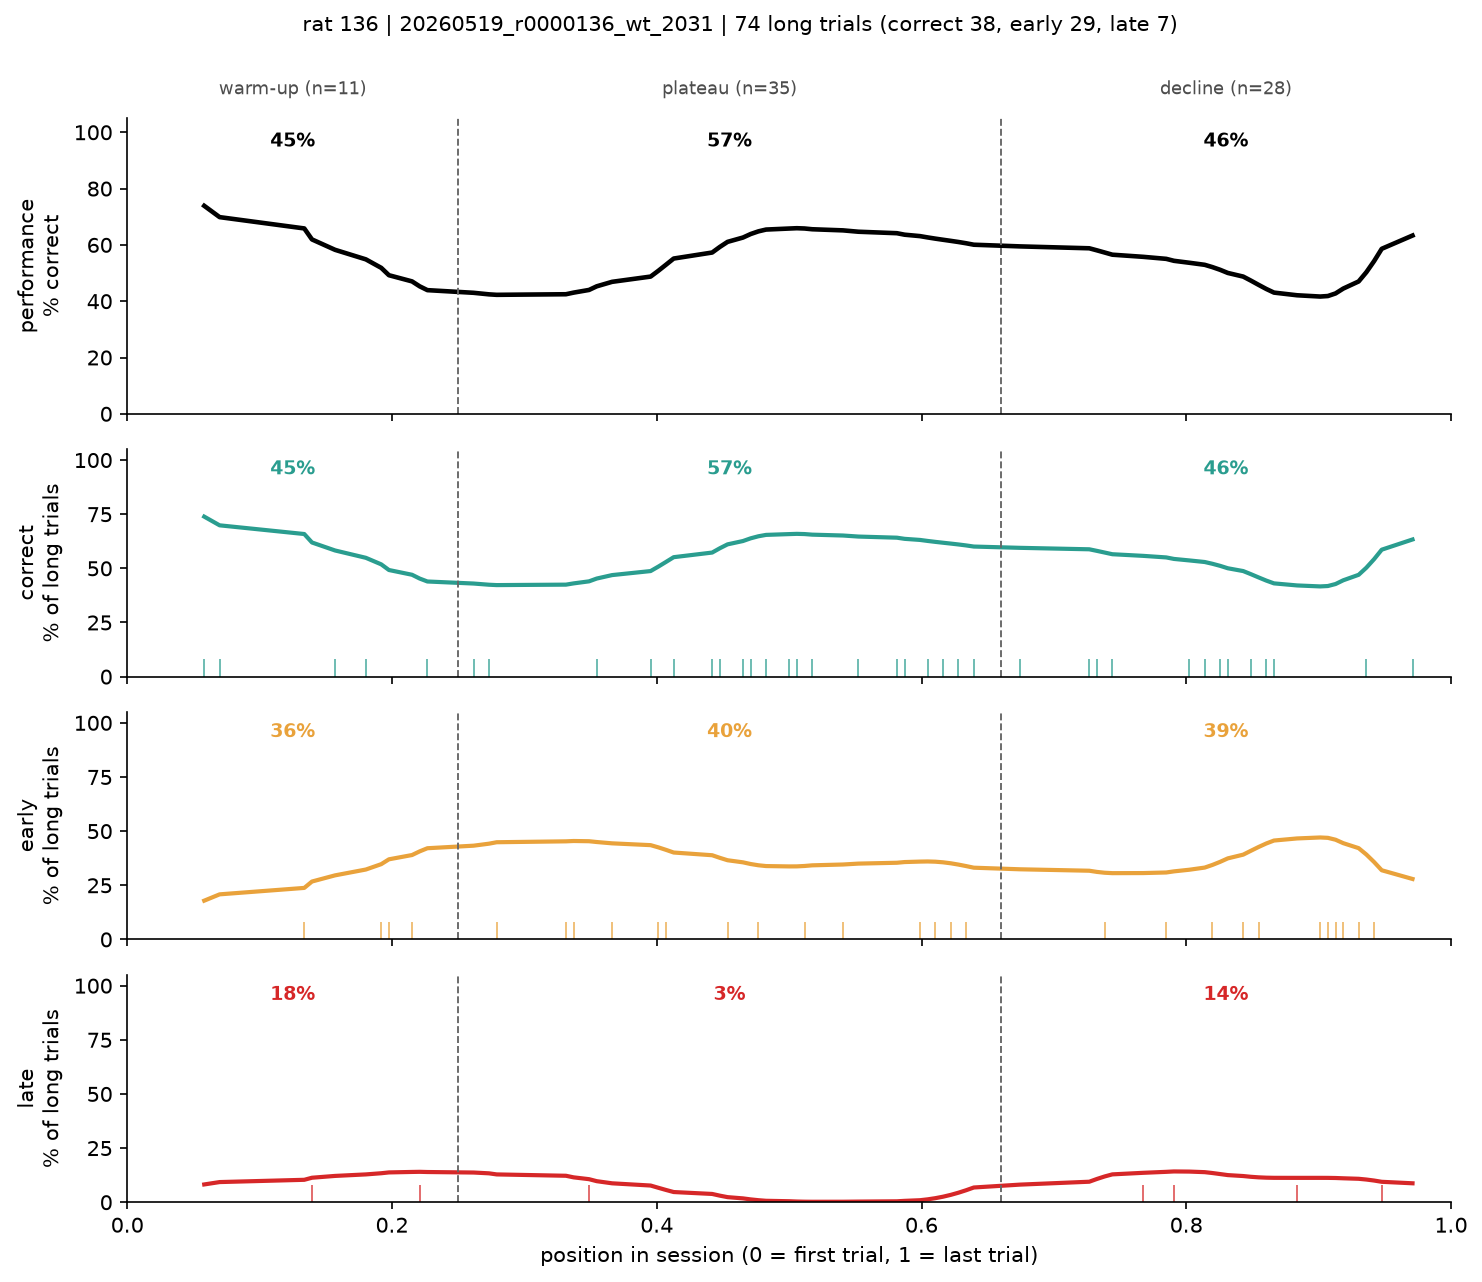 rat 136 | 20260519_r0000136_wt_2031 | 74 long trials (correct 38, early 29, late 7)
warm-up (n=11) plateau (n=35) decline (n=28)
performance
% correct
100
80
60
40
20
0
45% 57% 46%
correct
% of long trials
100
75
50
25
0
45% 57% 46%
early
% of long trials
100
75
50
25
0
36% 40% 39%
late
% of long trials
100
75
50
25
0
18% 3% 14%
0.0 0.2 0.4 0.6 0.8 1.0
position in session (0 = first trial, 1 = last trial)